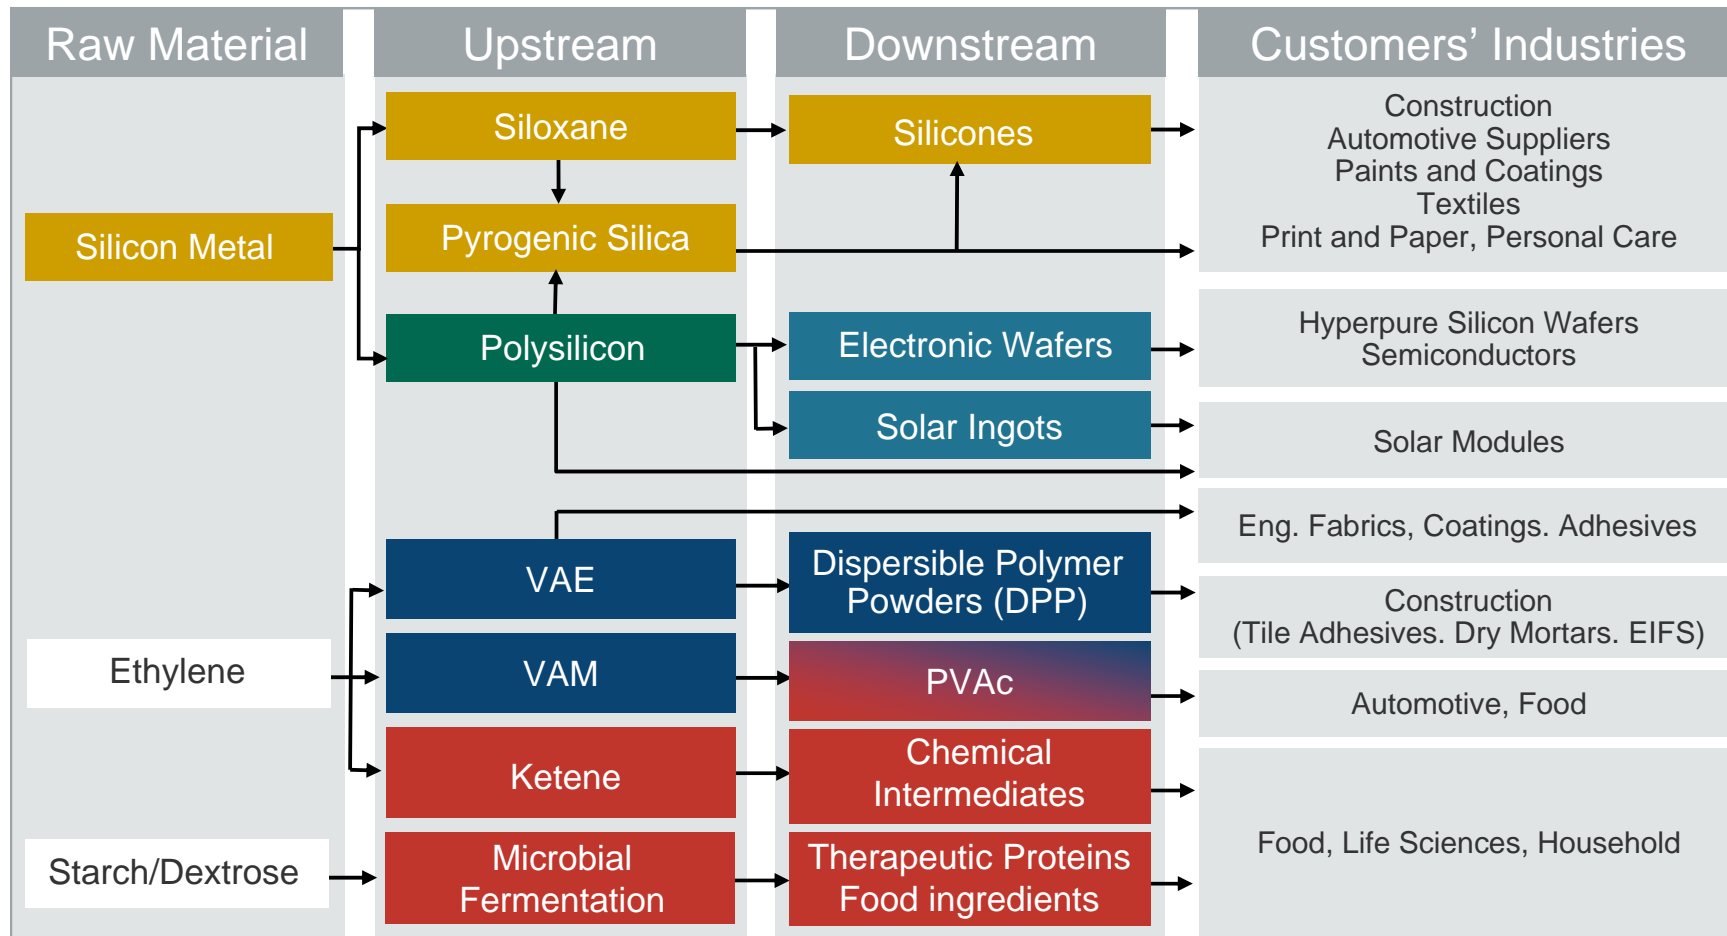 Raw Material
Upstream
Downstream
Customers’ Industries
Silicon Metal
Siloxane
Silicones
Construction
Automotive Suppliers
Paints and Coatings
Textiles
Print and Paper, Personal Care
Pyrogenic Silica
Polysilicon
Electronic Wafers
Hyperpure Silicon Wafers
Semiconductors
Solar Ingots
Solar Modules
Eng. Fabrics, Coatings. Adhesives
Ethylene
VAE
Dispersible Polymer
Powders (DPP)
Construction
(Tile Adhesives. Dry Mortars. EIFS)
VAM
PVAc
Automotive, Food
Ketene
Chemical
Intermediates
Food, Life Sciences, Household
Starch/Dextrose
Microbial
Fermentation
Therapeutic Proteins
Food ingredients